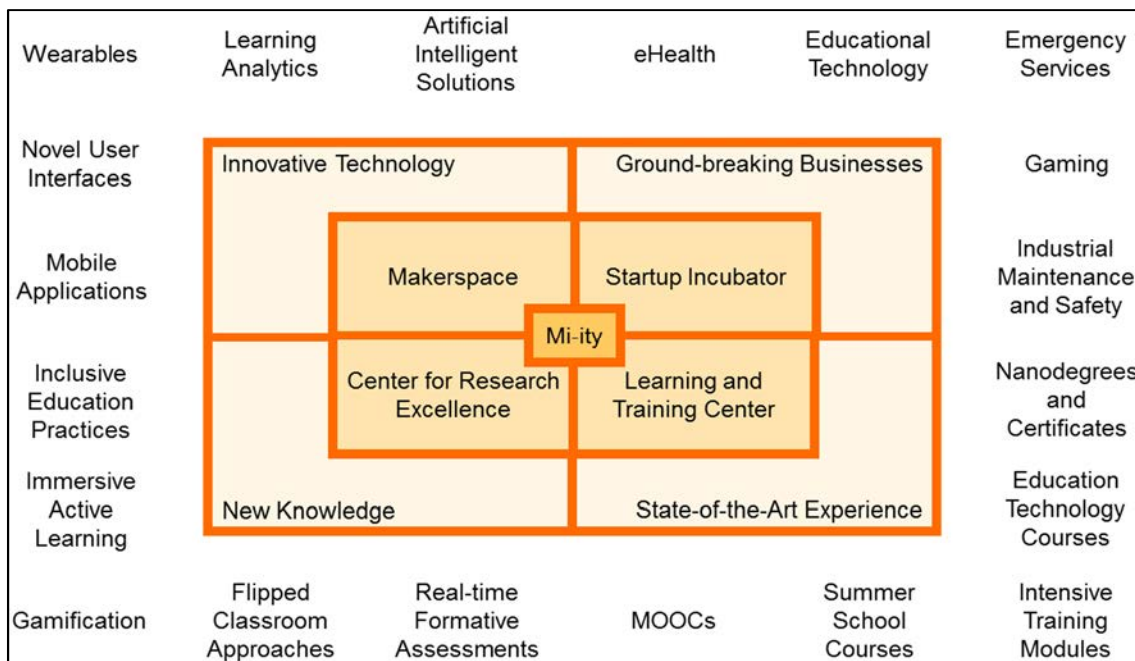 Wearables
Learning
Analytics
Artificial
Intelligent
Solutions
eHealth
Educational
Technology
Emergency
Services
Novel User
Interfaces
Innovative Technology
Ground-breaking Businesses
Gaming
Mobile
Applications
Makerspace
Startup Incubator
Industrial
Maintenance
and Safety
Mi-ity
Inclusive
Education
Practices
Center for Research
Excellence
Learning and
Training Center
Nanodegrees
and
Certificates
Immersive
Active
Learning
New Knowledge
State-of-the-Art Experience
Education
Technology
Courses
Gamification
Flipped
Classroom
Approaches
Real-time
Formative
Assessments
MOOCs
Summer
School
Courses
Intensive
Training
Modules